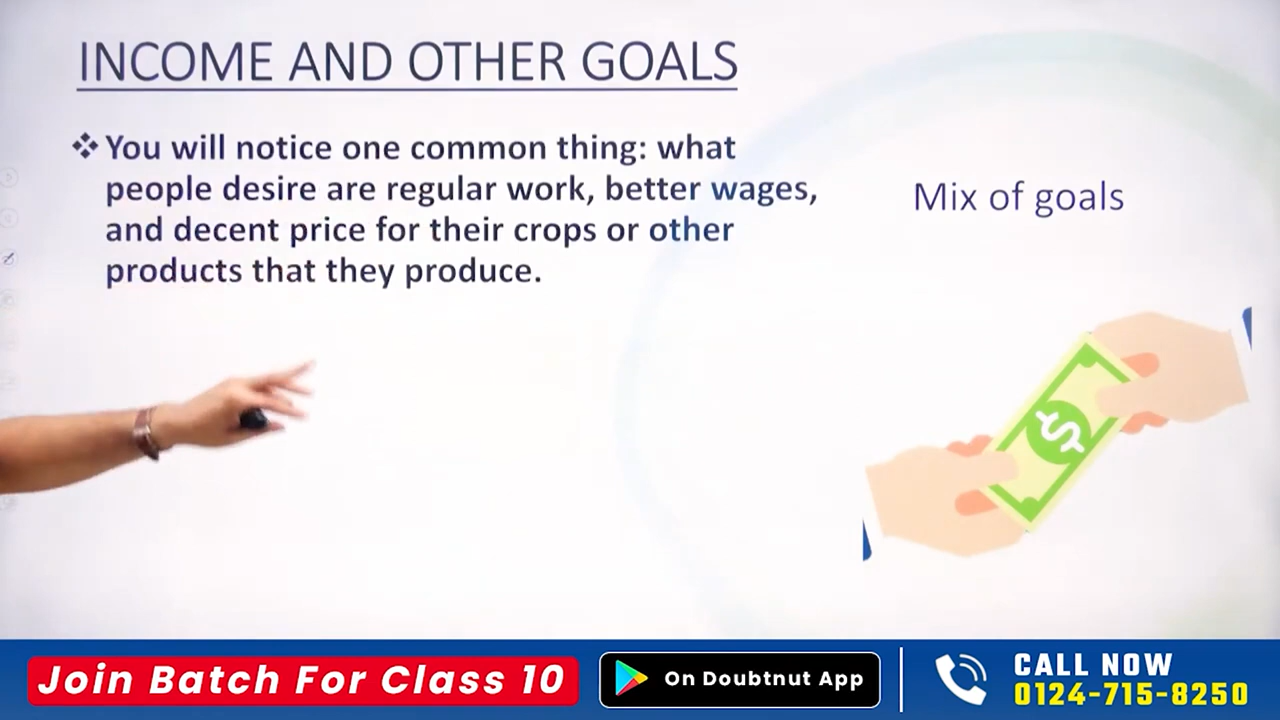 INCOME AND OTHER GOALS
❖ You will notice one common thing: what
people desire are regular work, better wages,
and decent price for their crops or other
products that they produce.
Mix of goals
$
Join Batch For Class 10
On Doubtnut App
CALL NOW
0124-715-8250